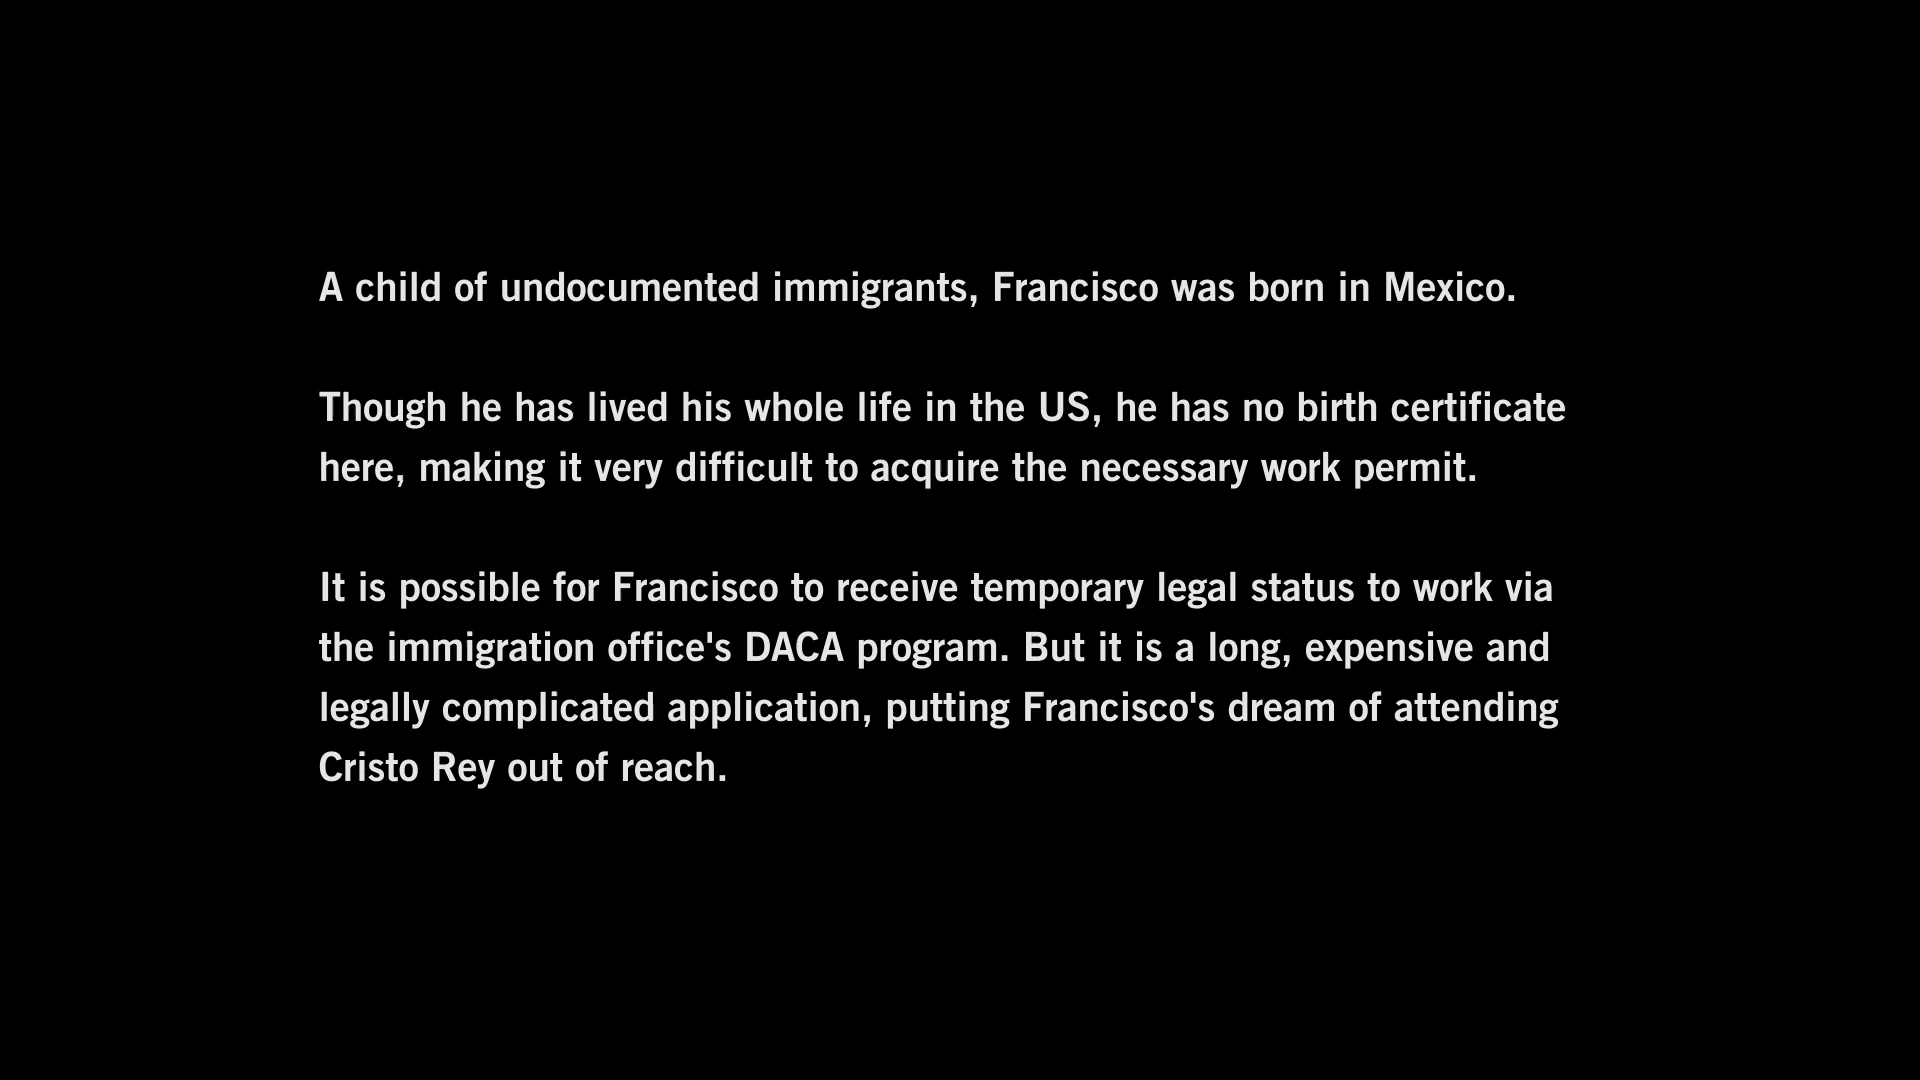 A child of undocumented immigrants, Francisco was born in Mexico.
Though he has lived his whole life in the US, he has no birth certificate
here, making it very difficult to acquire the necessary work permit.
It is possible for Francisco to receive temporary legal status to work via
the immigration office's DACA program. But it is a long, expensive and
legally complicated application, putting Francisco's dream of attending
Cristo Rey out of reach.